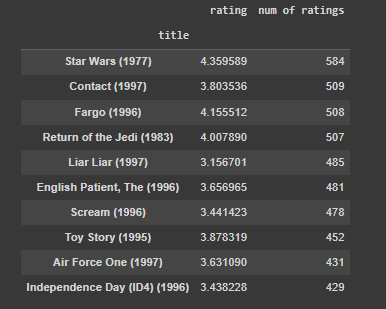 rating num of ratings
title
Star Wars (1977) 4.359589 584
Contact (1997) 3.803536 509
Fargo (1996) 4.155512 508
Return of the Jedi (1983) 4.007890 507
Liar Liar (1997) 3.156701 485
English Patient, The (1996) 3.656965 481
Scream (1996) 3.441423 478
Toy Story (1995) 3.878319 452
Air Force One (1997) 3.631090 431
Independence Day (ID4) (1996) 3.438228 429